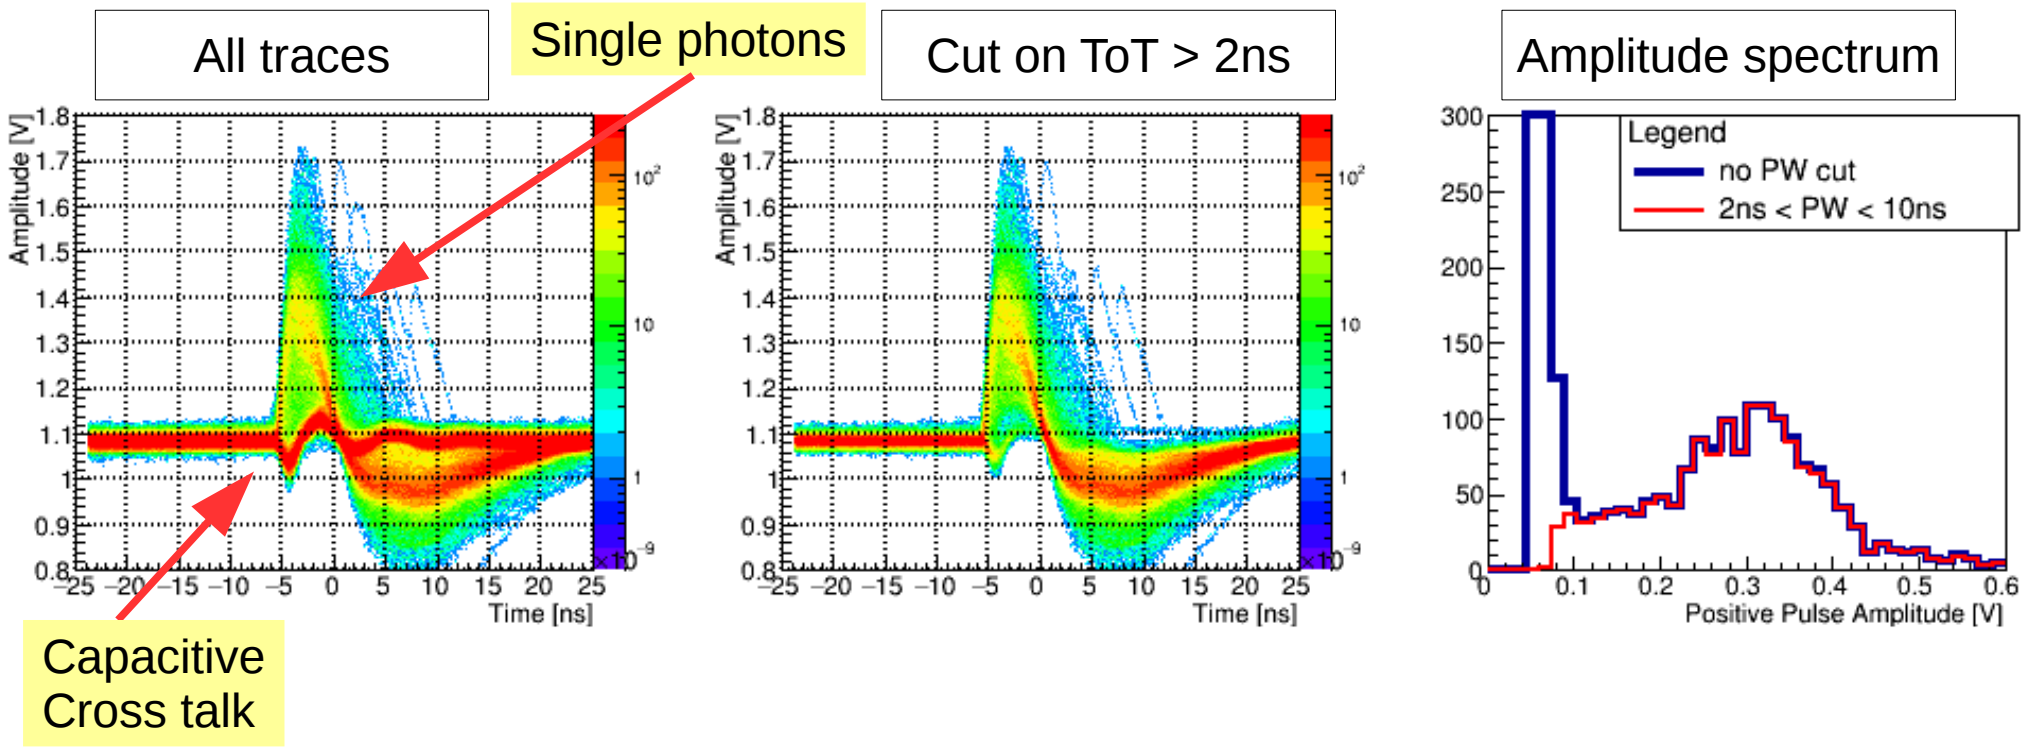 All traces
Single photons
Cut on ToT > 2ns
Amplitude spectrum
Amplitude [V]
1.8
1.7
1.6
1.5
1.4
1.3
1.2
1.1
1
0.9
0.8
−25 −20 −15 −10 −5 0 5 10 15 20 25
Time [ns]
10²
10
1
×10⁻⁹
Capacitive
Cross talk
Amplitude [V]
1.8
1.7
1.6
1.5
1.4
1.3
1.2
1.1
1
0.9
0.8
−25 −20 −15 −10 −5 0 5 10 15 20 25
Time [ns]
10²
10
1
×10⁻⁹
Legend
no PW cut
2ns < PW < 10ns
300
250
200
150
100
50
0
0 0.1 0.2 0.3 0.4 0.5 0.6
Positive Pulse Amplitude [V]